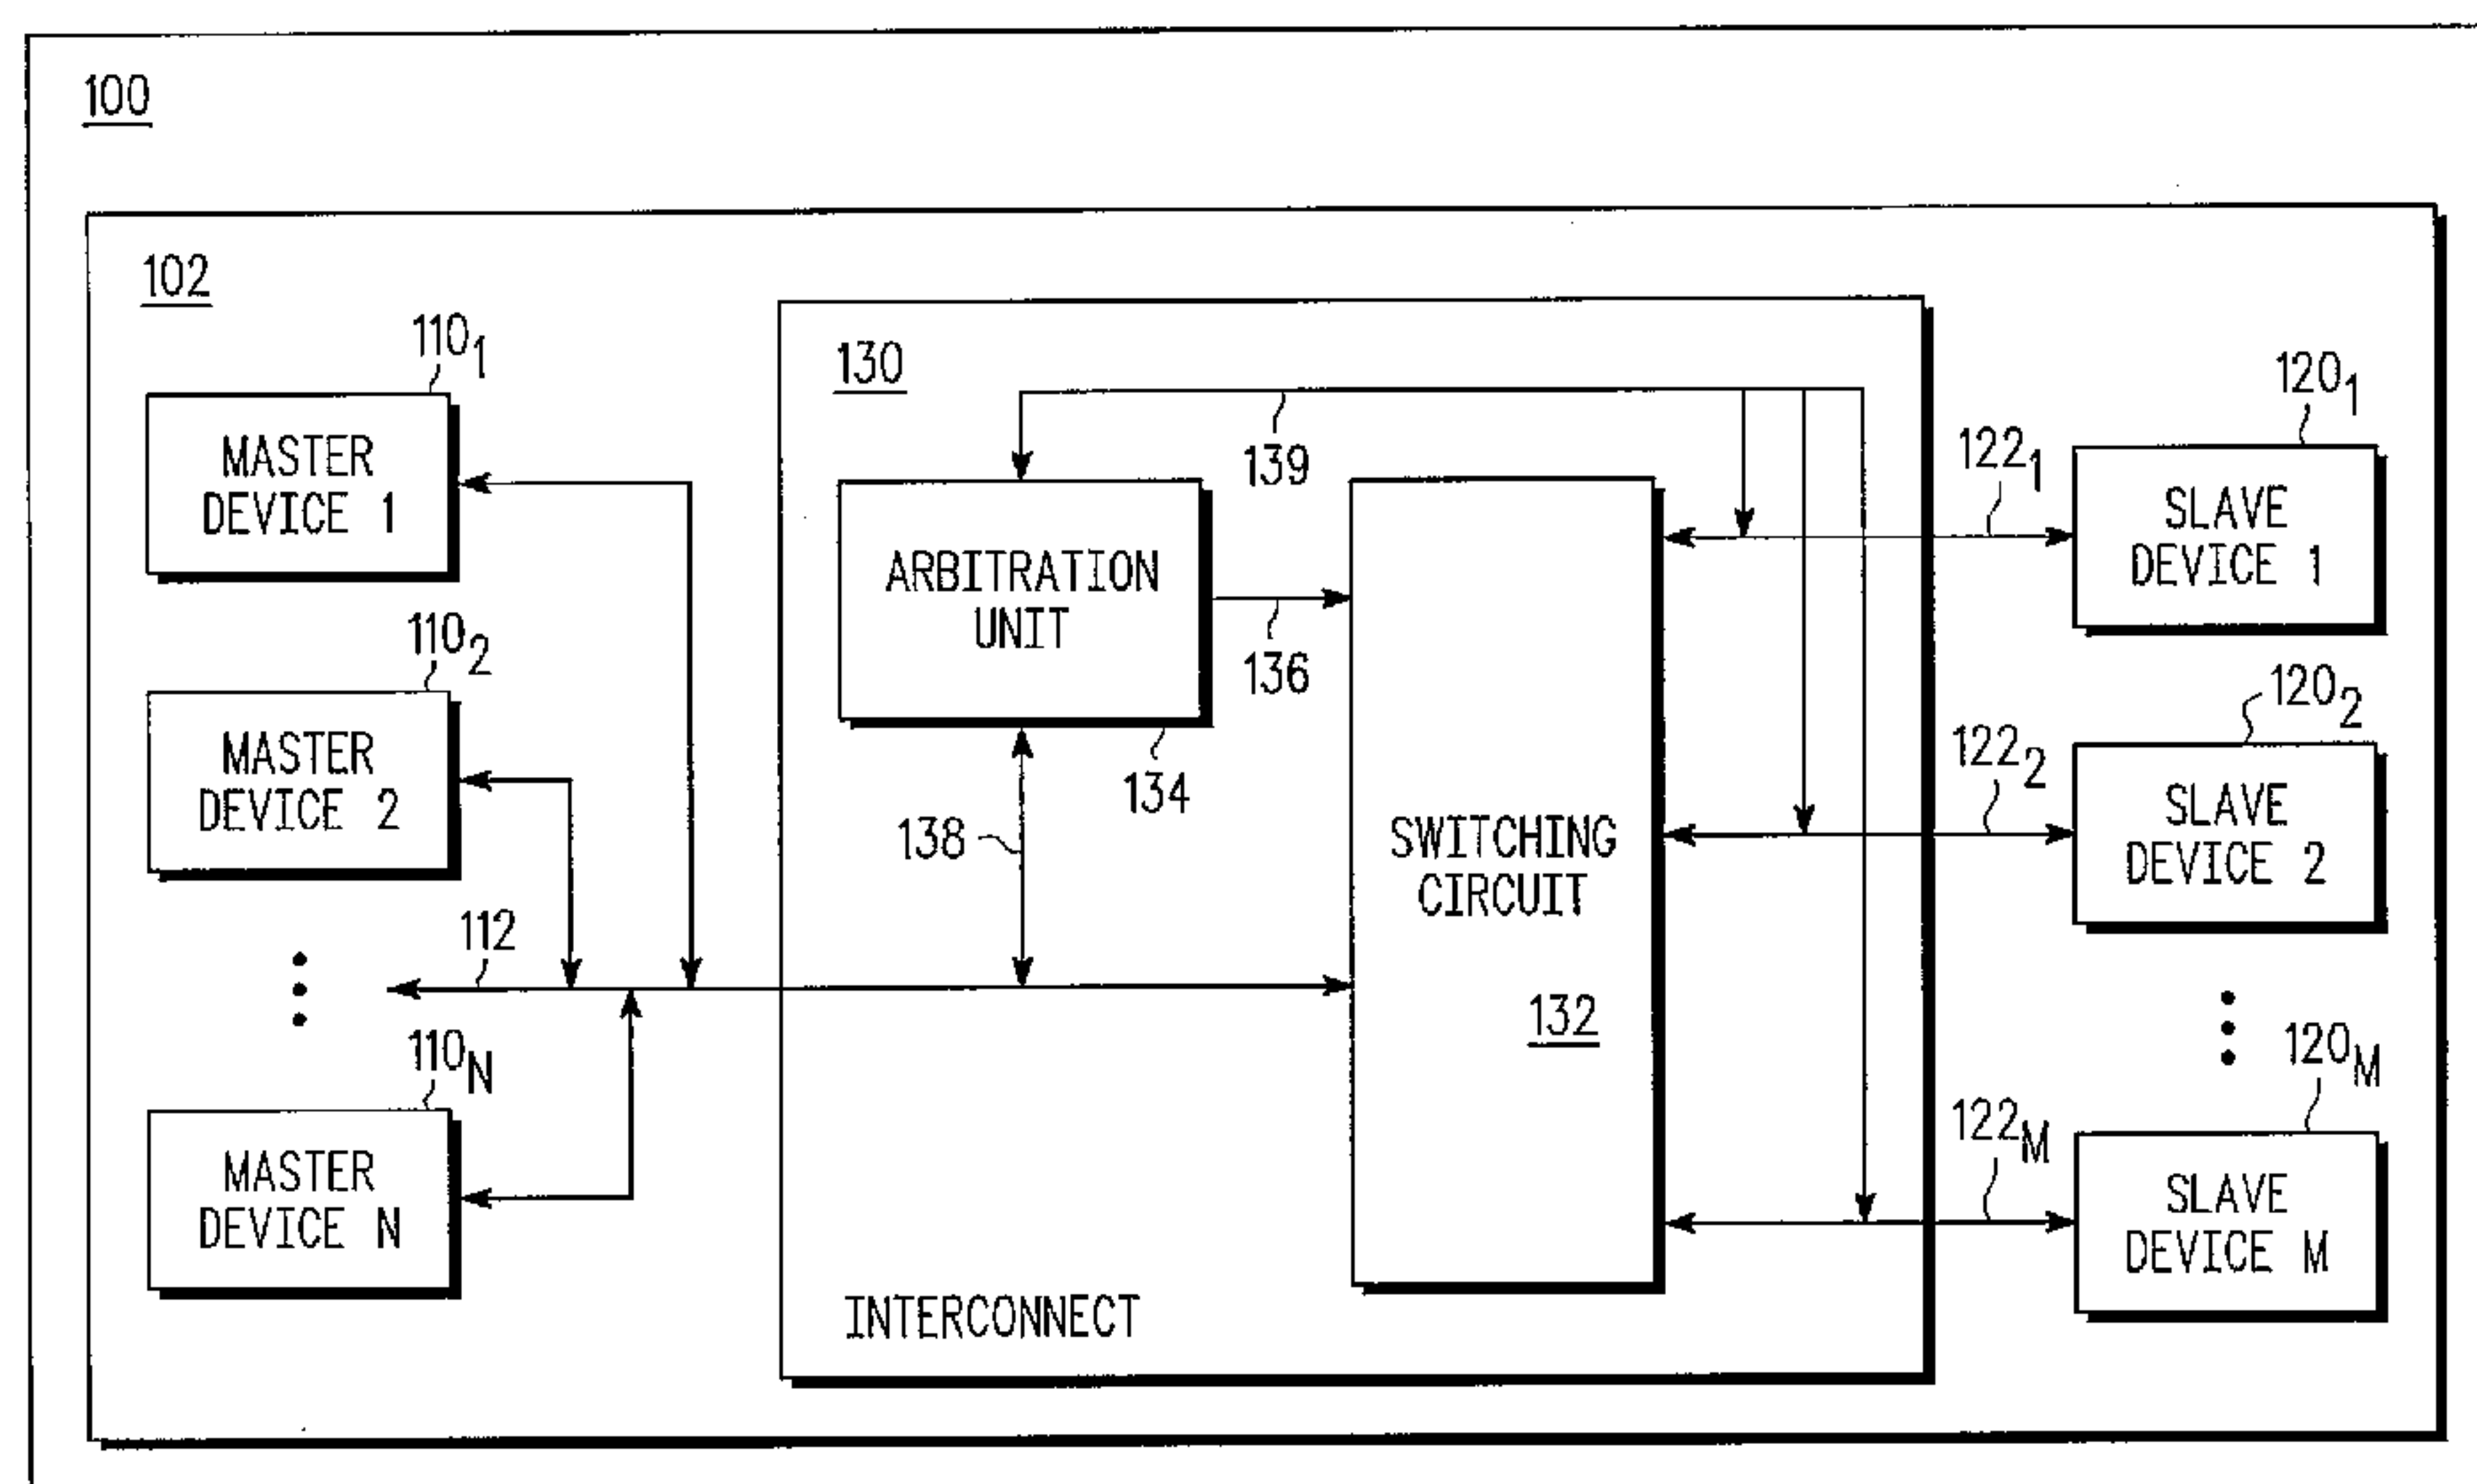 100
102
110₁
MASTER
DEVICE 1
110₂
MASTER
DEVICE 2
112
110N
MASTER
DEVICE N
130
139
ARBITRATION
UNIT
136
134
138
SWITCHING
CIRCUIT
132
INTERCONNECT
122₁
120₁
SLAVE
DEVICE 1
122₂
120₂
SLAVE
DEVICE 2
122M
120M
SLAVE
DEVICE M